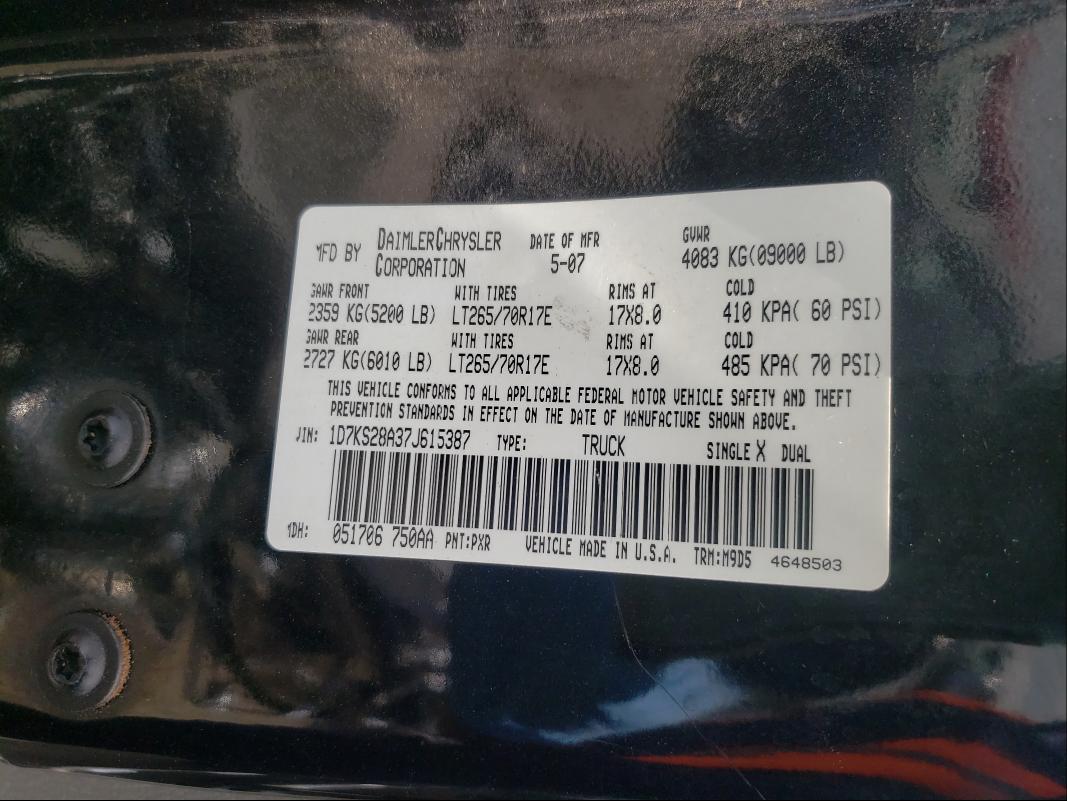 MFD BY DAIMLERCHRYSLER CORPORATION DATE OF MFR 5-07 GVWR 4083 KG(09000 LB)
GAWR FRONT WITH TIRES RIMS AT COLD
2359 KG(5200 LB) LT265/70R17E 17X8.0 410 KPA( 60 PSI)
GAWR REAR WITH TIRES RIMS AT COLD
2727 KG(6010 LB) LT265/70R17E 17X8.0 485 KPA( 70 PSI)
THIS VEHICLE CONFORMS TO ALL APPLICABLE FEDERAL MOTOR VEHICLE SAFETY AND THEFT
PREVENTION STANDARDS IN EFFECT ON THE DATE OF MANUFACTURE SHOWN ABOVE.
VIN: 1D7KS28A37J615387 TYPE: TRUCK SINGLE X DUAL
MDH: 051706 750AA PNT:PXR VEHICLE MADE IN U.S.A. TRM:M9D5 4648503